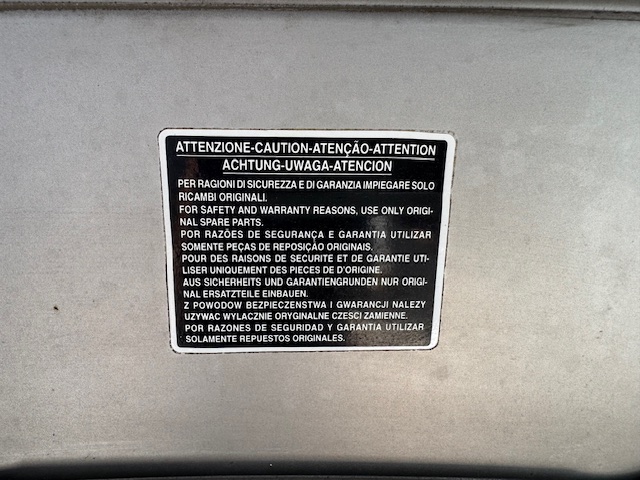 ATTENZIONE-CAUTION-ATENÇÃO-ATTENTION
ACHTUNG-UWAGA-ATENCION
PER RAGIONI DI SICUREZZA E DI GARANZIA IMPIEGARE SOLO
RICAMBI ORIGINALI.
FOR SAFETY AND WARRANTY REASONS, USE ONLY ORIGI-
NAL SPARE PARTS.
POR RAZÕES DE SEGURANÇA E GARANTIA UTILIZAR
SOMENTE PEÇAS DE REPOSIÇÃO ORIGINAIS.
POUR DES RAISONS DE SECURITE ET DE GARANTIE UTI-
LISER UNIQUEMENT DES PIECES DE D'ORIGINE.
AUS SICHERHEITS UND GARANTIENGRUNDEN NUR ORIGI-
NAL ERSATZTEILE EINBAUEN.
Z POWODOW BEZPIECZENSTWA I GWARANCJI NALEZY
UZYWAC WYLACZNIE ORYGINALNE CZESCI ZAMIENNE.
POR RAZONES DE SEGURIDAD Y GARANTIA UTILIZAR
SOLAMENTE REPUESTOS ORIGINALES.